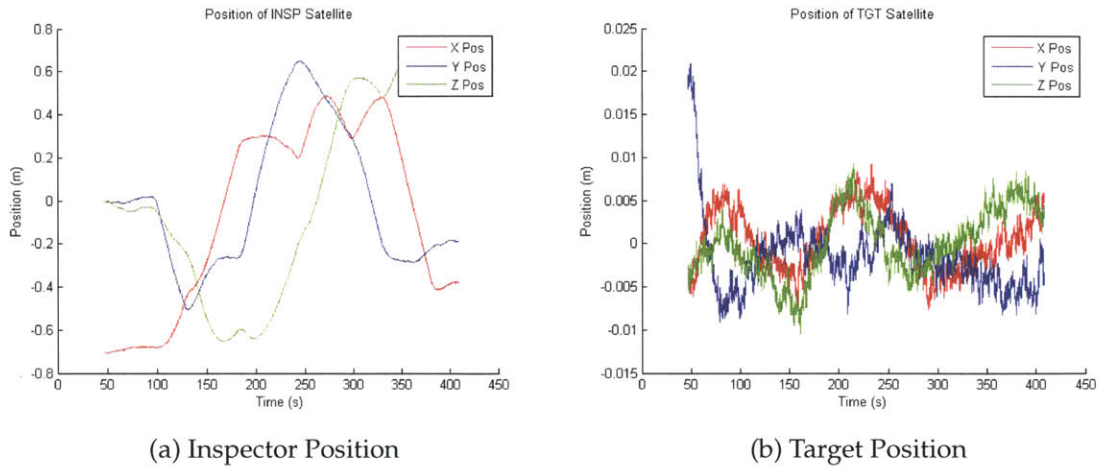 Position of INSP Satellite
X Pos
Y Pos
Z Pos
0.8
0.6
0.4
0.2
0
-0.2
-0.4
-0.6
-0.8
Position (m)
0 50 100 150 200 250 300 350 400 450
Time (s)
(a) Inspector Position
Position of TGT Satellite
X Pos
Y Pos
Z Pos
0.025
0.02
0.015
0.01
0.005
0
-0.005
-0.01
-0.015
Position (m)
0 50 100 150 200 250 300 350 400 450
Time (s)
(b) Target Position